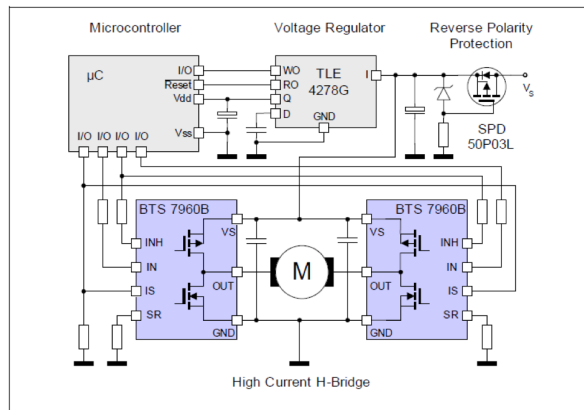 Microcontroller
Voltage Regulator
Reverse Polarity
Protection
µC
I/O
Reset
Vdd
Vss
I/O I/O I/O I/O
WO
RO
Q
D
TLE
4278G
I
GND
V_S
SPD
50P03L
BTS 7960B
VS
INH
IN
IS
SR
OUT
GND
M
BTS 7960B
VS
INH
IN
IS
SR
OUT
GND
High Current H-Bridge